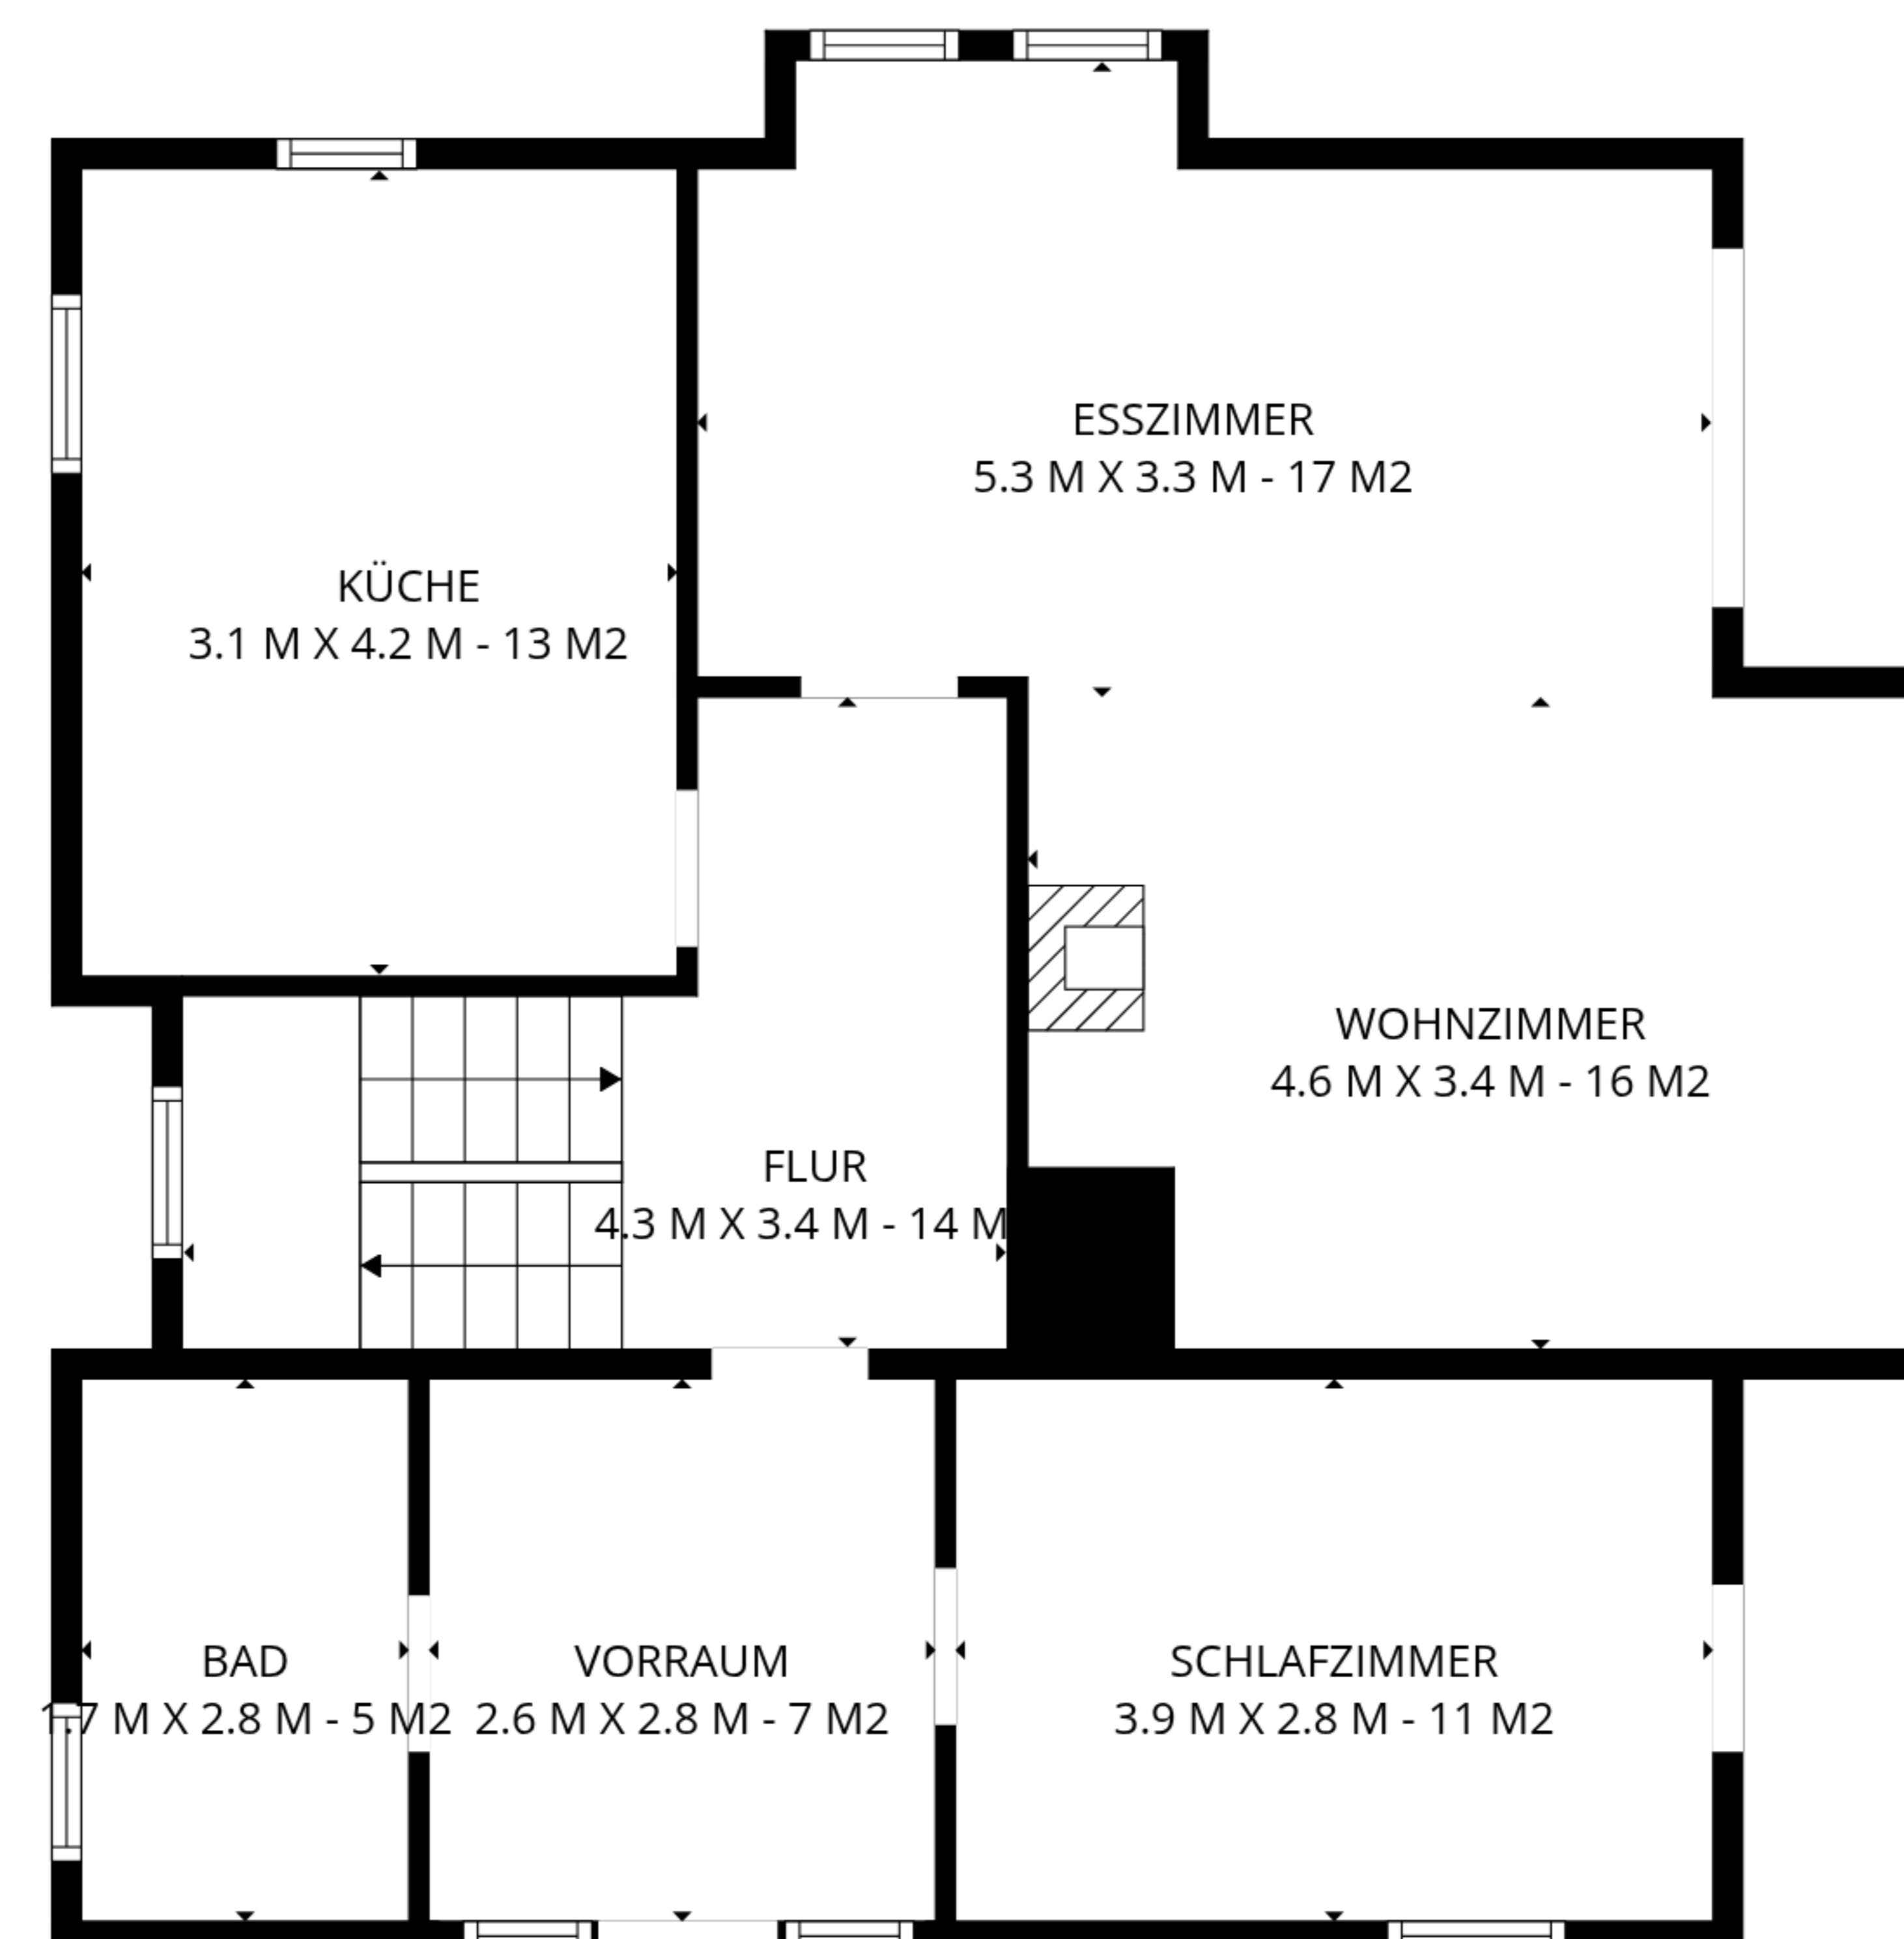 ESSZIMMER
5.3 M X 3.3 M - 17 M2
KÜCHE
3.1 M X 4.2 M - 13 M2
WOHNZIMMER
4.6 M X 3.4 M - 16 M2
FLUR
4.3 M X 3.4 M - 14 M
BAD
1.7 M X 2.8 M - 5 M2
VORRAUM
2.6 M X 2.8 M - 7 M2
SCHLAFZIMMER
3.9 M X 2.8 M - 11 M2